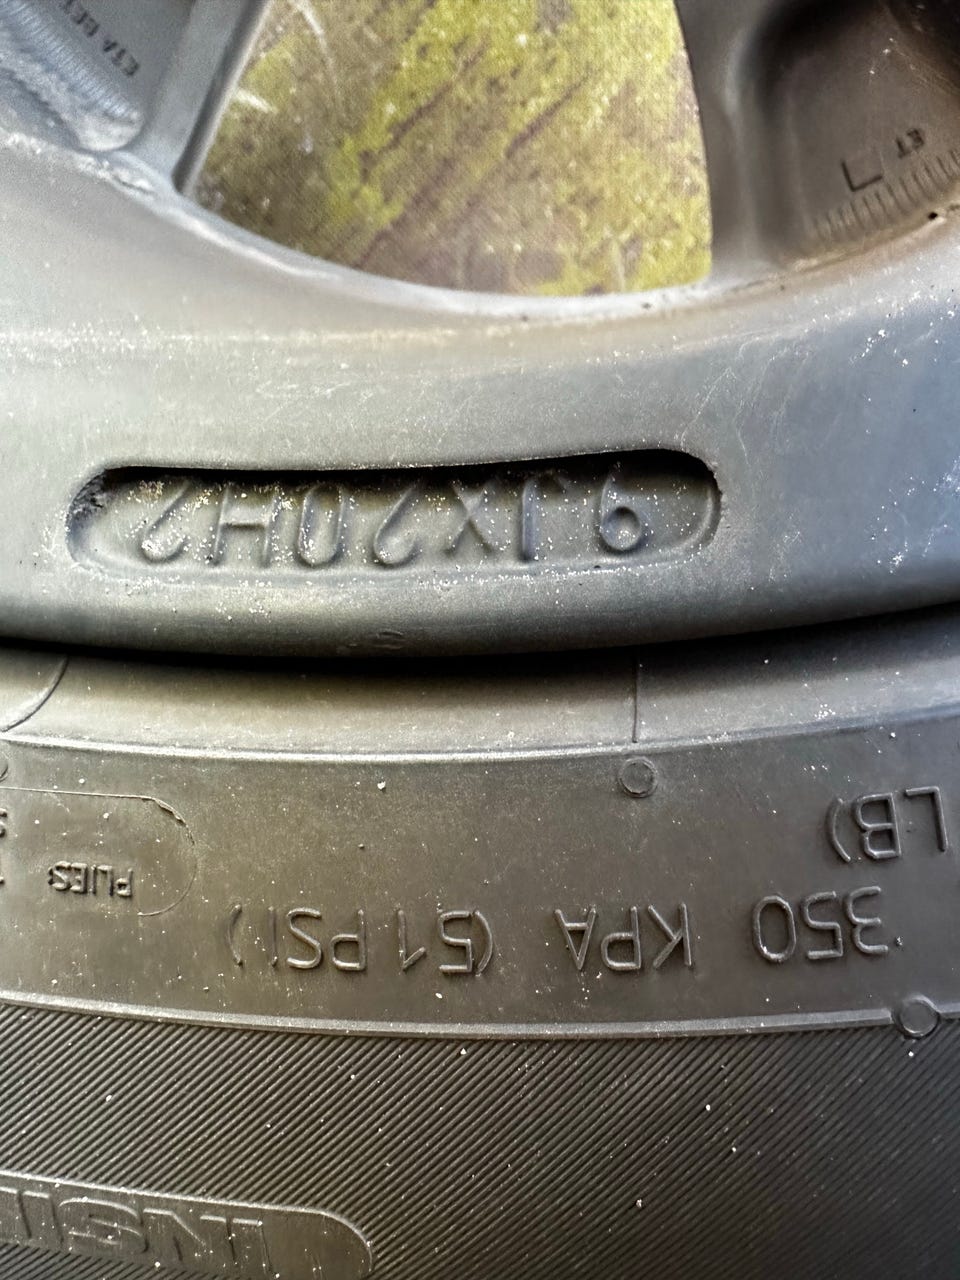 9JX20H2
LB)
350 KPA (51 PSI)
PLIES: